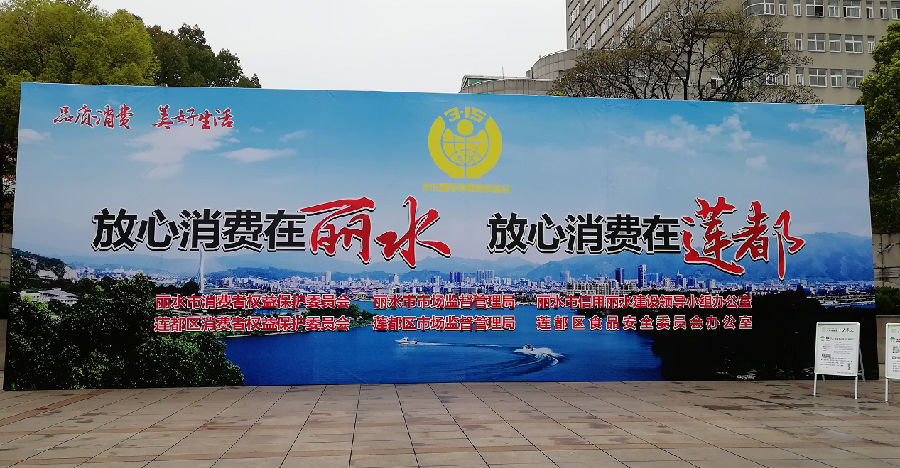 品质消费 美好生活
3·15
放心消费在丽水 放心消费在莲都
丽水市消费者权益保护委员会 丽水市市场监督管理局 丽水市信用丽水建设领导小组办公室
莲都区消费者权益保护委员会 莲都区市场监督管理局 莲都区食品安全委员会办公室